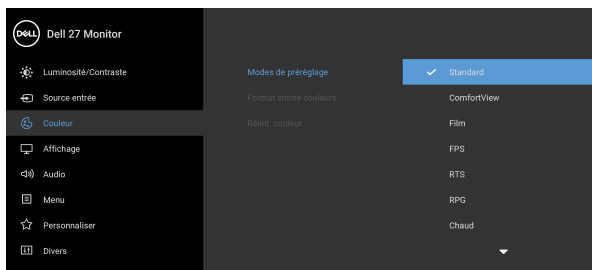 DELL Dell 27 Monitor
Luminosité/Contraste Modes de préréglage Standard
Source entrée Format entrée couleurs ComfortView
Couleur Réinit. couleur Film
Affichage FPS
Audio RTS
Menu RPG
Personnaliser Chaud
Divers